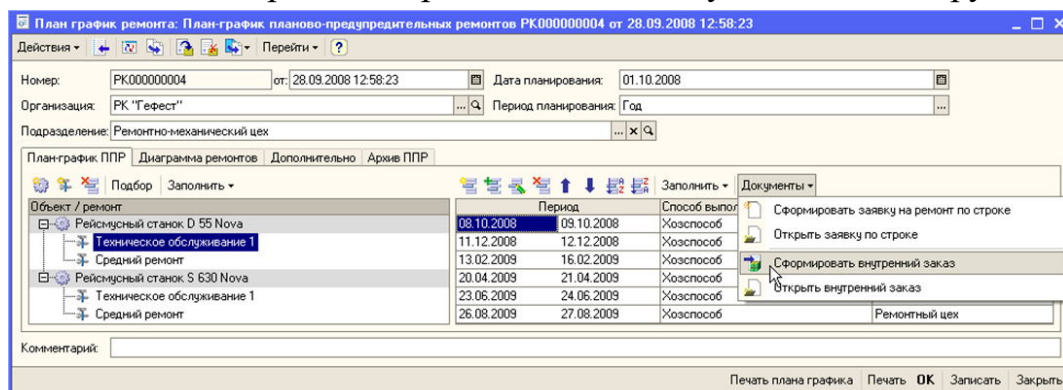 План график ремонта: План-график планово-предупредительных ремонтов РК000000004 от 28.09.2008 12:58:23
Действия Перейти ?
Номер: РК000000004 от: 28.09.2008 12:58:23 Дата планирования: 01.10.2008
Организация: РК "Гефест" ... Период планирования: Год ...
Подразделение: Ремонтно-механический цех ... x
План-график ППР Диаграмма ремонтов Дополнительно Архив ППР
Подбор Заполнить Заполнить Документы
Объект / ремонт Период Способ выпол
Рейсмусный станок D 55 Nova 08.10.2008 09.10.2008 Хозспособ Сформировать заявку на ремонт по строке
Техническое обслуживание 1 11.12.2008 12.12.2008 Хозспособ Открыть заявку по строке
Средний ремонт 13.02.2009 16.02.2009 Хозспособ Сформировать внутренний заказ
Рейсмусный станок S 630 Nova 20.04.2009 21.04.2009 Хозспособ Открыть внутренний заказ
Техническое обслуживание 1 23.06.2009 24.06.2009 Хозспособ
Средний ремонт 26.08.2009 27.08.2009 Хозспособ Ремонтный цех
Комментарий:
Печать плана графика Печать OK Записать Закрыть